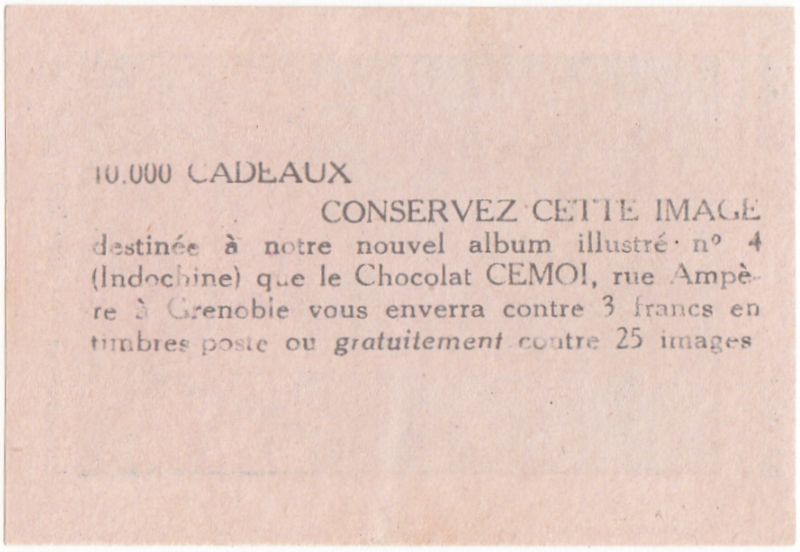 10.000 CADEAUX
CONSERVEZ CETTE IMAGE
destinée à notre nouvel album illustré n° 4
(Indochine) que le Chocolat CEMOI, rue Ampè-
re à Grenoble vous enverra contre 3 francs en
timbres poste ou gratuitement contre 25 images